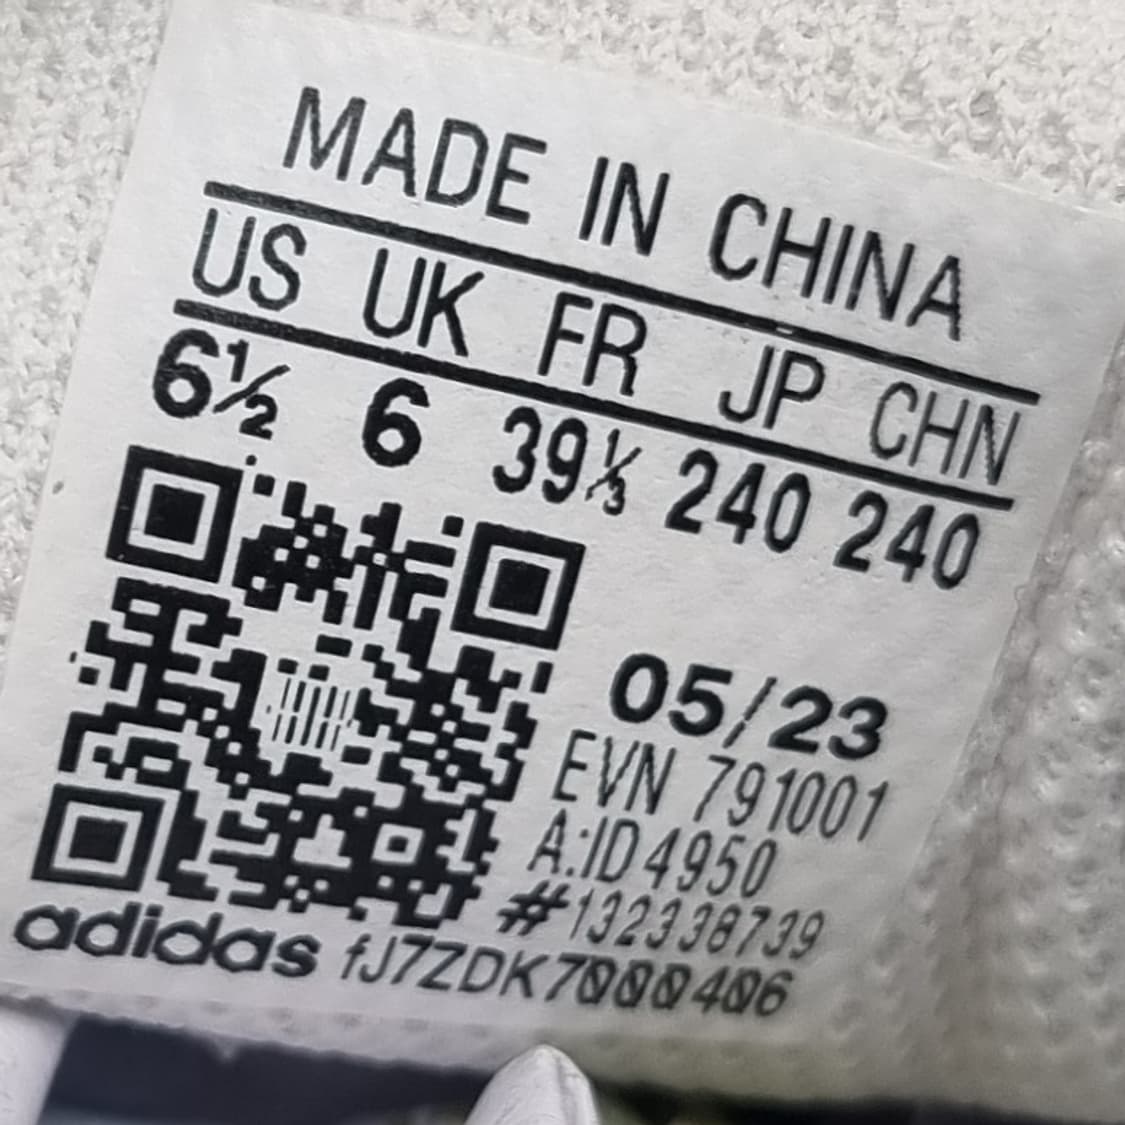 MADE IN CHINA
US UK FR JP CHN
6½ 6 39⅓ 240 240
05/23
EVN 791001
A:ID4950
#132338739
adidas fJ7ZDK7000406